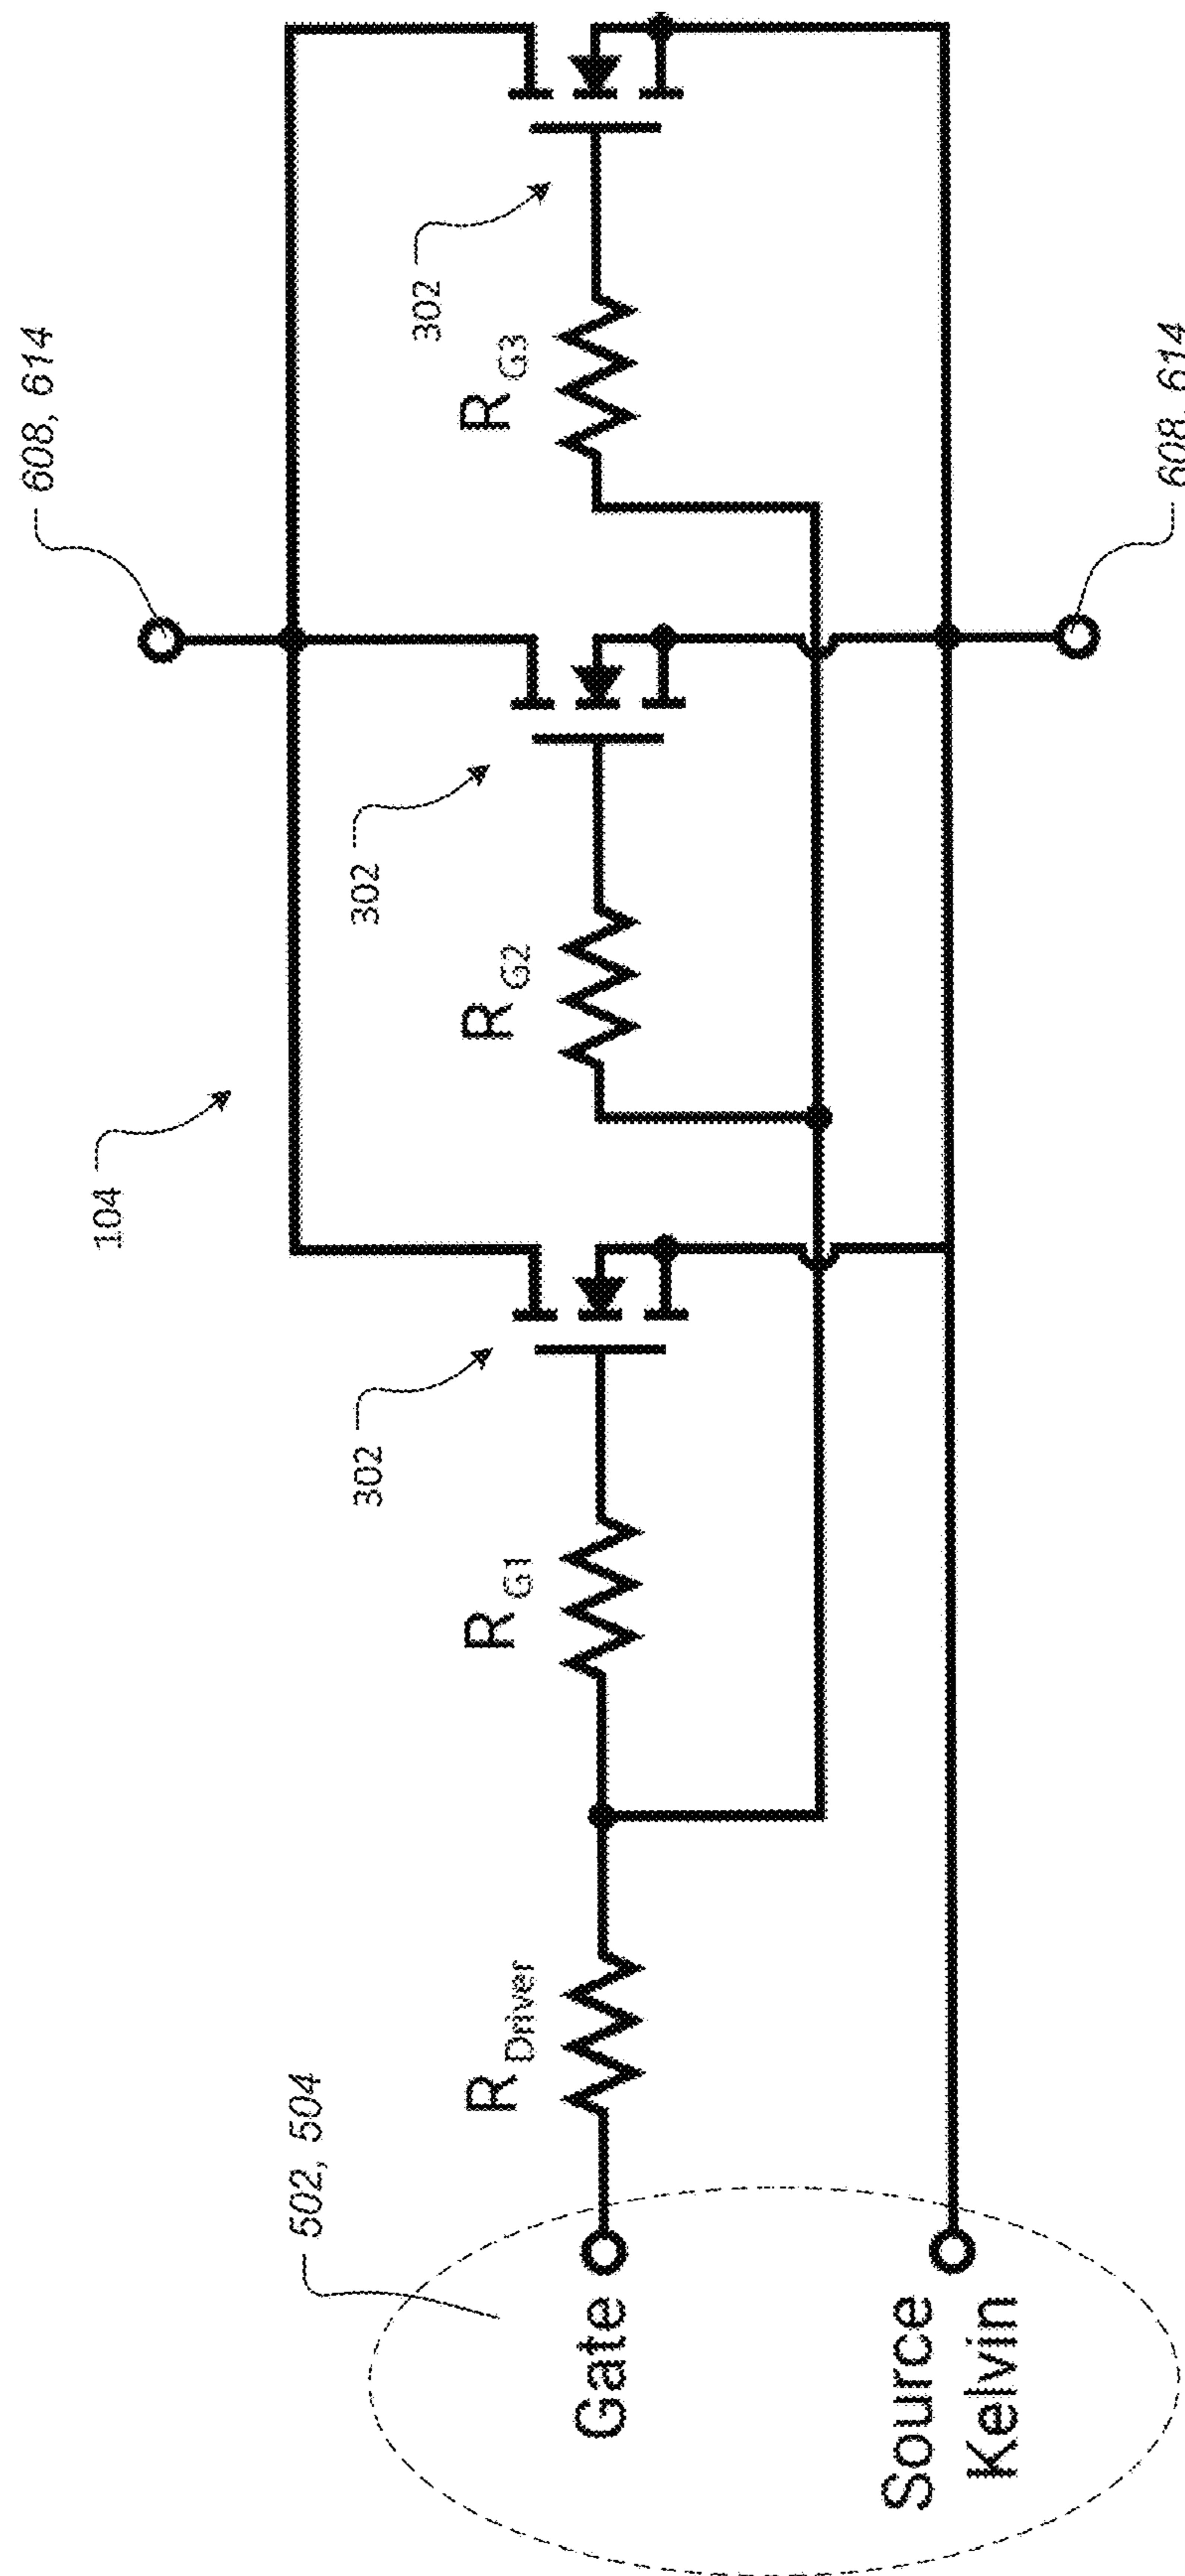 608, 614
104
302
302
302
502, 504
R Driver
R G1
R G2
R G3
Gate
Source
Kelvin
608, 614